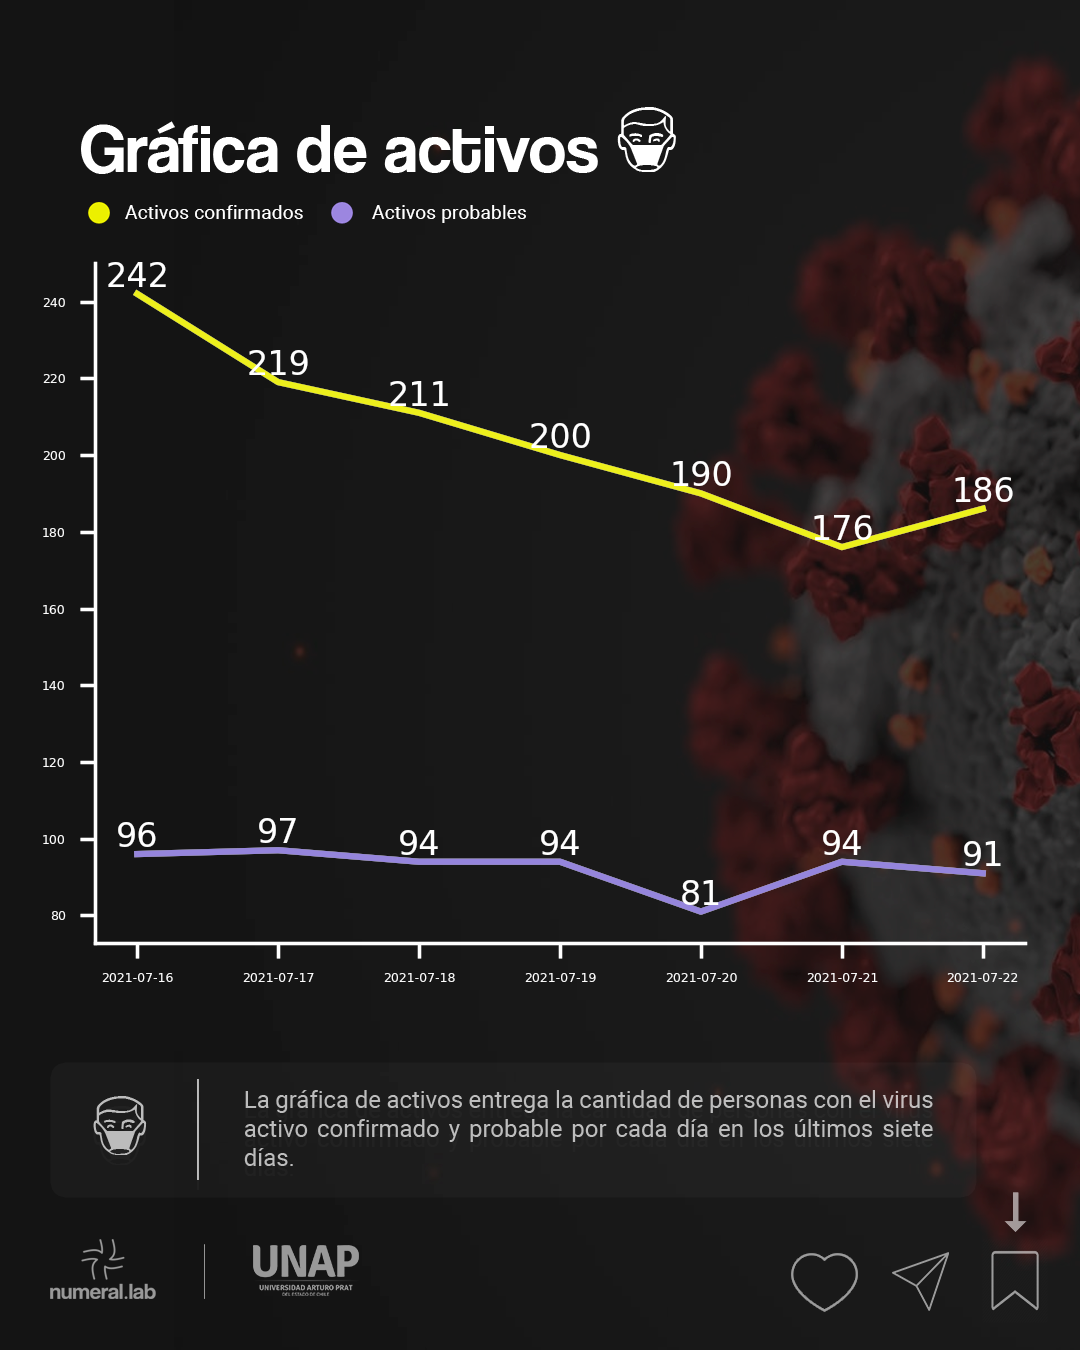 Gráfica de activos
Activos confirmados Activos probables
242
240
219
220
211
200
200
190
186
176
180
160
140
120
100
96
97
94
94
81
94
91
80
2021-07-16 2021-07-17 2021-07-18 2021-07-19 2021-07-20 2021-07-21 2021-07-22
La gráfica de activos entrega la cantidad de personas con el virus
activo confirmado y probable por cada día en los últimos siete
días.
numeral.lab
UNAP
UNIVERSIDAD ARTURO PRAT
DEL ESTADO DE CHILE